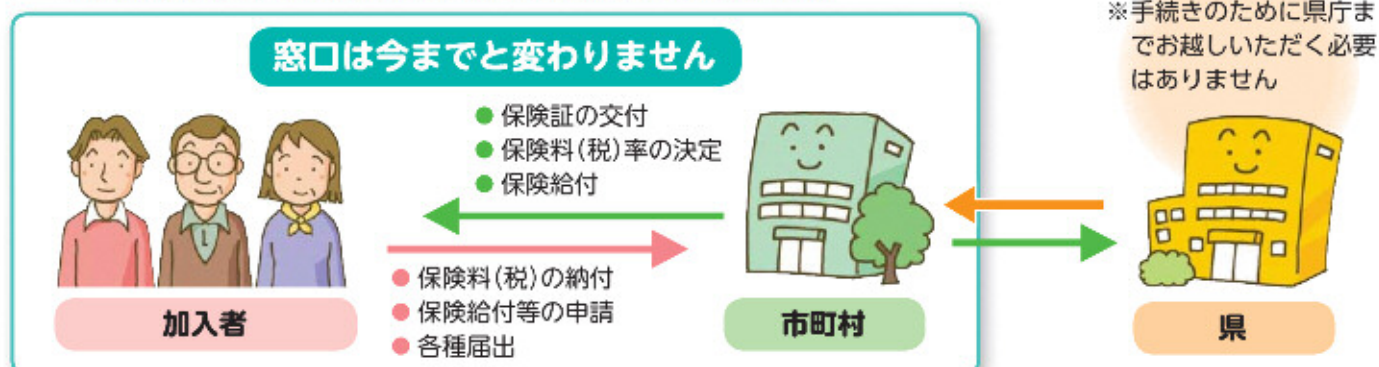 ※手続きのために県庁ま
でお越しいただく必要
はありません
窓口は今までと変わりません
●保険証の交付
●保険料(税)率の決定
●保険給付
●保険料(税)の納付
●保険給付等の申請
●各種届出
加入者
市町村
県